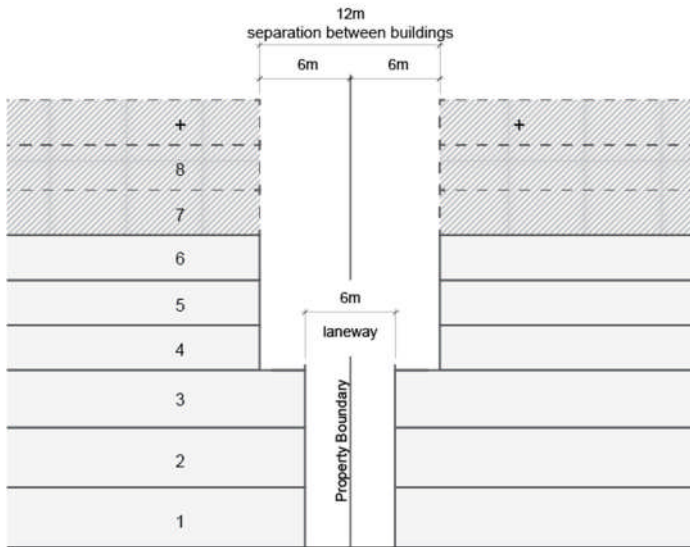 12m
separation between buildings
6m 6m
+ +
8
7
6
5
6m
laneway
4
3
Property Boundary
2
1